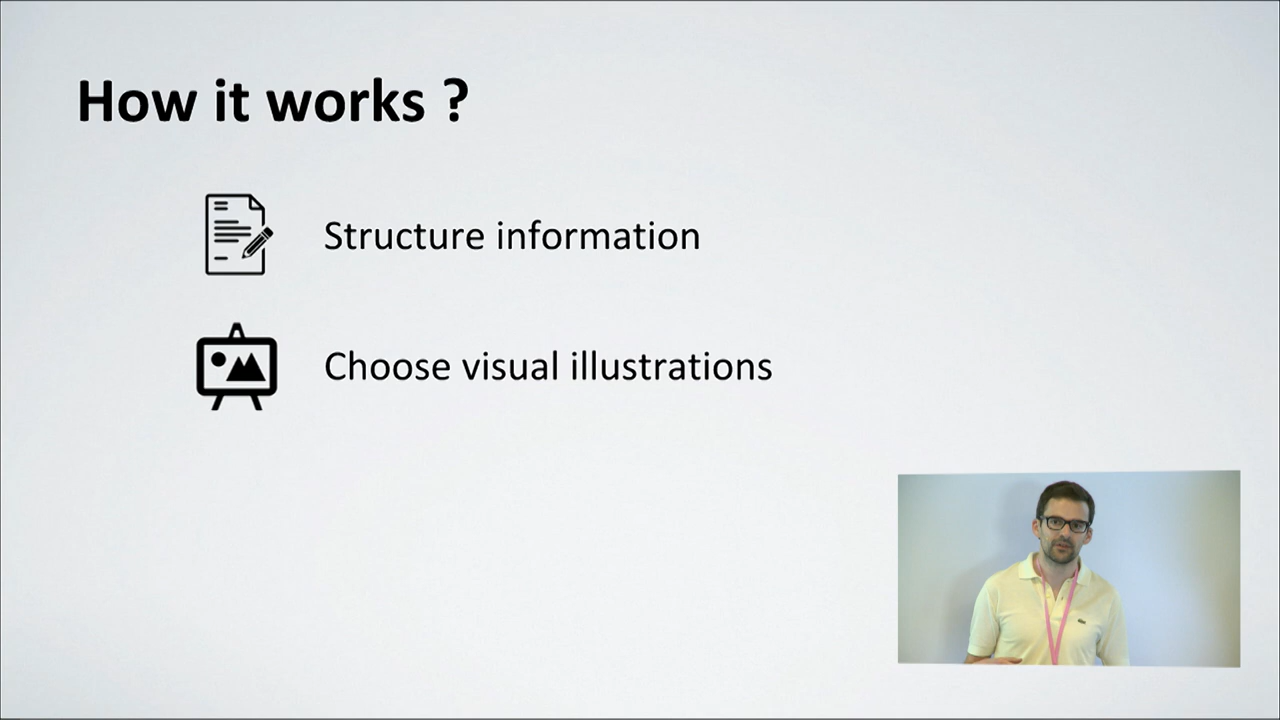 How it works ?
Structure information
Choose visual illustrations